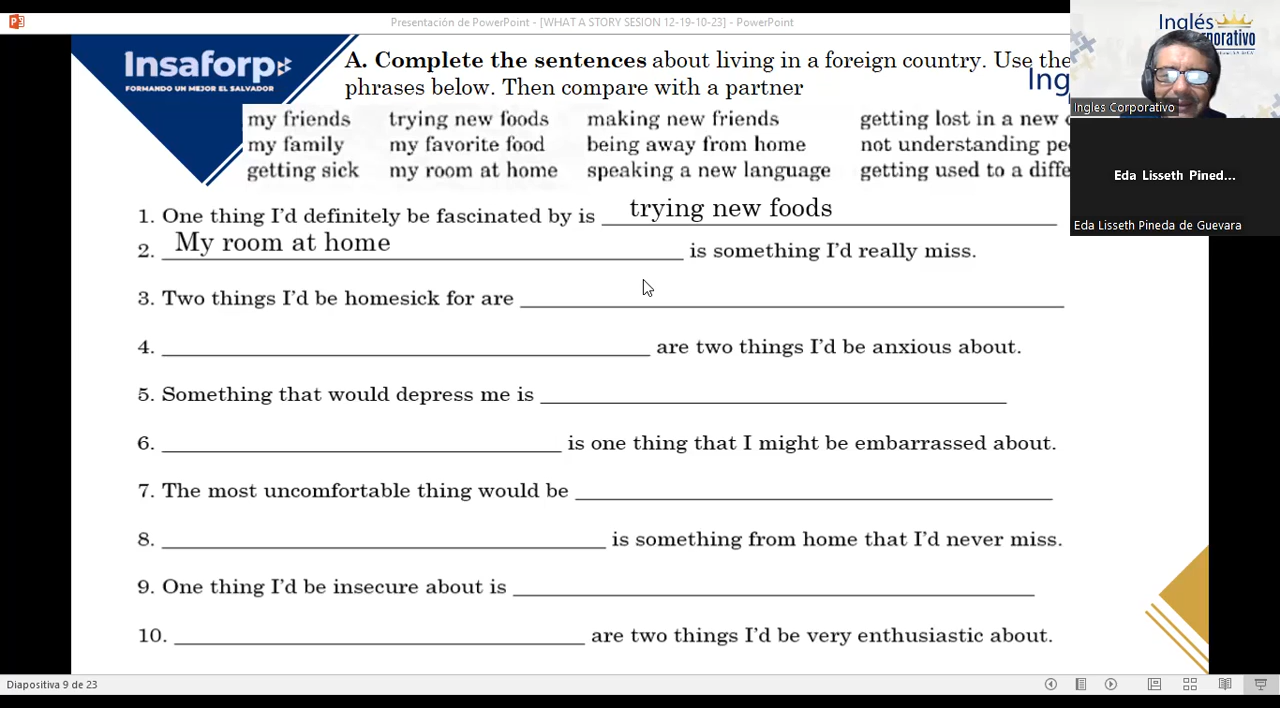 Presentación de PowerPoint - [WHAT A STORY SESION 12-19-10-23] - PowerPoint
Inglés
Insaforp
FORMANDO UN MEJOR EL SALVADOR
A. Complete the sentences about living in a foreign country. Use the
phrases below. Then compare with a partner
Ing
Ingles Corporativo
my friends trying new foods making new friends getting lost in a new
my family my favorite food being away from home not understanding
getting sick my room at home speaking a new language getting used to a
Eda Lisseth Pined...
Eda Lisseth Pineda de Guevara
1. One thing I'd definitely be fascinated by is trying new foods
2. My room at home is something I'd really miss.
3. Two things I'd be homesick for are
4. are two things I'd be anxious about.
5. Something that would depress me is
6. is one thing that I might be embarrassed about.
7. The most uncomfortable thing would be
8. is something from home that I'd never miss.
9. One thing I'd be insecure about is
10. are two things I'd be very enthusiastic about.
Diapositiva 9 de 23